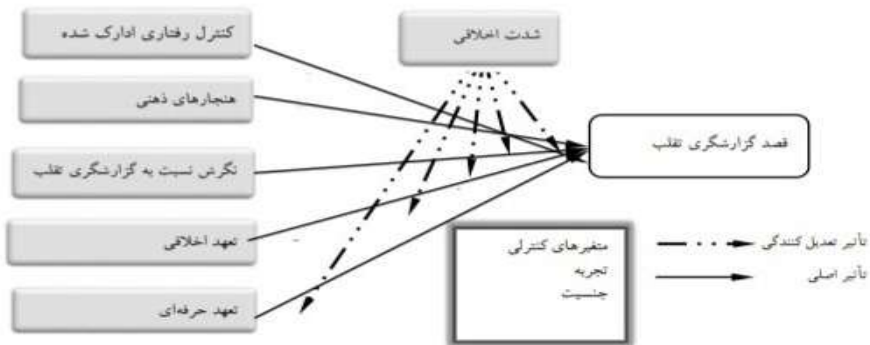 کنترل رفتاری ادارک شده
شدت اخلاقی
هنجارهای ذهنی
قصد گزارشگری تقلب
نگرش نسبت به گزارشگری تقلب
تعهد اخلاقی
تعهد حرفه‌ای
متغیرهای کنترلی
تجربه
جنسیت
تأثیر تعدیل کنندگی
تأثیر اصلی